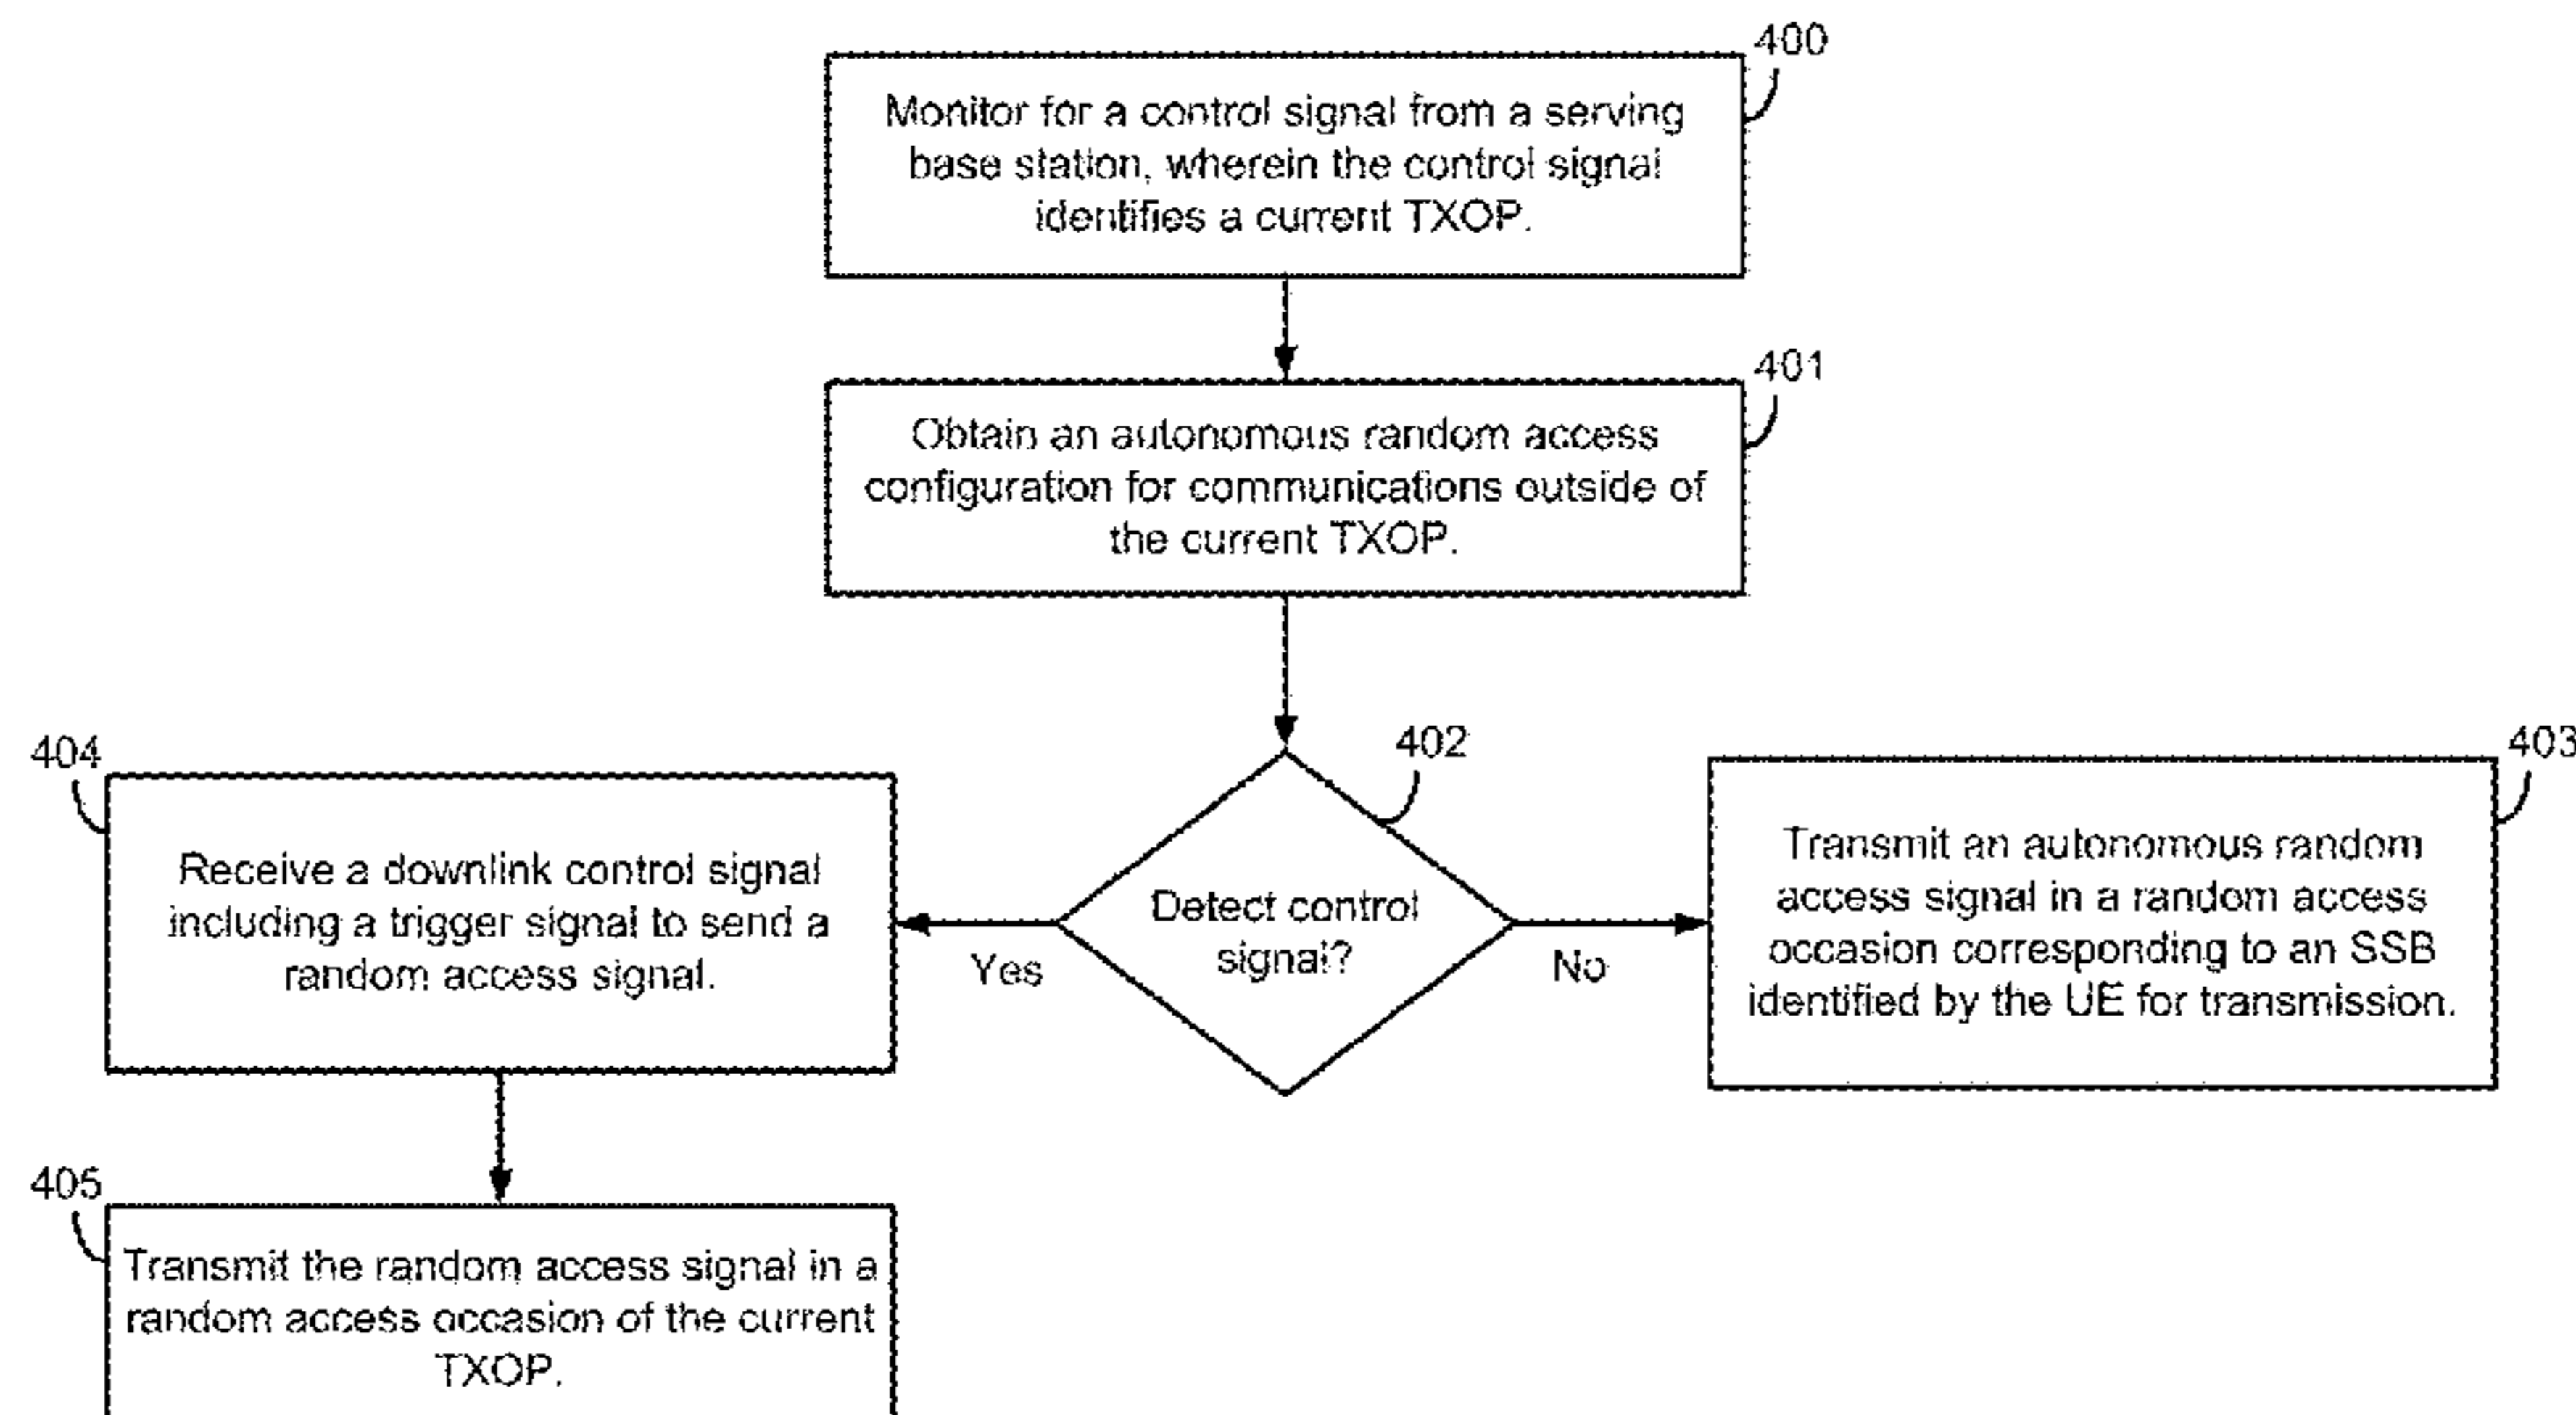 400
Monitor for a control signal from a serving
base station, wherein the control signal
identifies a current TXOP.
401
Obtain an autonomous random access
configuration for communications outside of
the current TXOP.
402
Detect control
signal?
Yes
No
404
Receive a downlink control signal
including a trigger signal to send a
random access signal.
403
Transmit an autonomous random
access signal in a random access
occasion corresponding to an SSB
identified by the UE for transmission.
405
Transmit the random access signal in a
random access occasion of the current
TXOP.